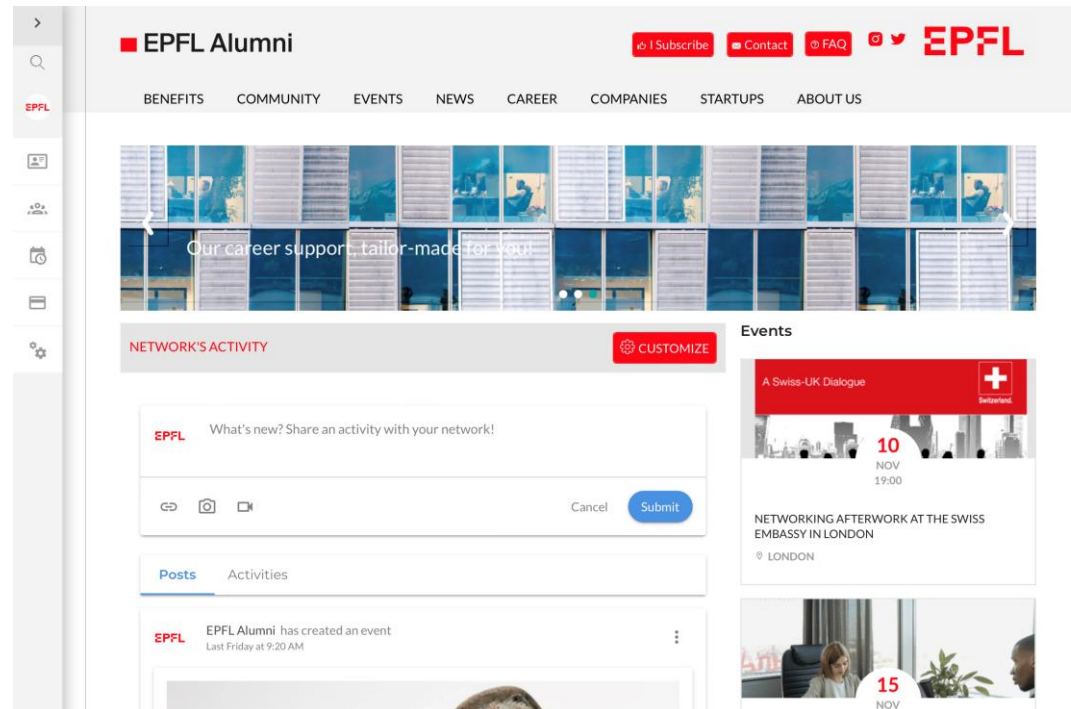 EPFL Alumni
I Subscribe
Contact
FAQ
EPFL
EPFL
BENEFITS COMMUNITY EVENTS NEWS CAREER COMPANIES STARTUPS ABOUT US
Our career support, tailor-made for you!
NETWORK'S ACTIVITY
CUSTOMIZE
EPFL
What's new? Share an activity with your network!
Cancel
Submit
Posts
Activities
EPFL
EPFL Alumni has created an event
Last Friday at 9:20 AM
Events
A Swiss-UK Dialogue
Switzerland.
10
NOV
19:00
NETWORKING AFTERWORK AT THE SWISS
EMBASSY IN LONDON
LONDON
15
NOV